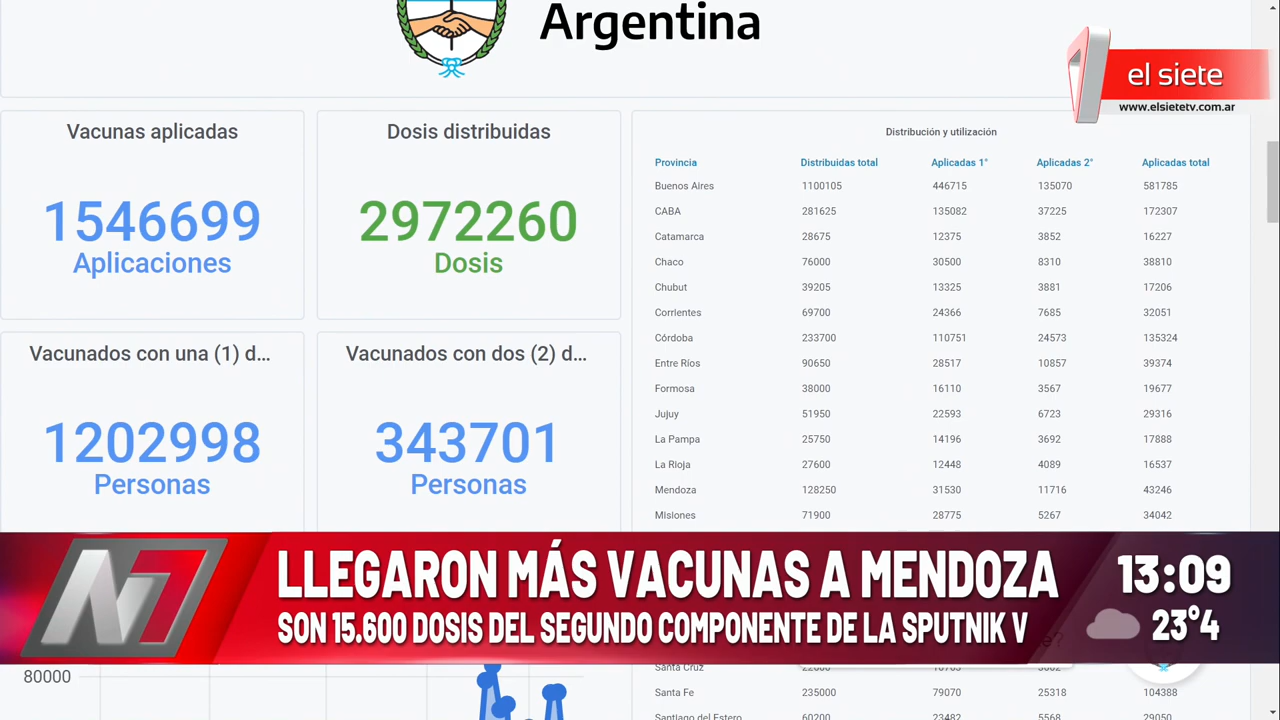 Argentina
el siete
www.elsietetv.com.ar
Vacunas aplicadas
1546699
Aplicaciones
Dosis distribuidas
2972260
Dosis
Vacunados con una (1) d...
1202998
Personas
Vacunados con dos (2) d...
343701
Personas
Distribución y utilización
Provincia Distribuidas total Aplicadas 1° Aplicadas 2° Aplicadas total
Buenos Aires 1100105 446715 135070 581785
CABA 281625 135082 37225 172307
Catamarca 28675 12375 3852 16227
Chaco 76000 30500 8310 38810
Chubut 39205 13325 3881 17206
Corrientes 69700 24366 7685 32051
Córdoba 233700 110751 24573 135324
Entre Ríos 90650 28517 10857 39374
Formosa 38000 16110 3567 19677
Jujuy 51950 22593 6723 29316
La Pampa 25750 14196 3692 17888
La Rioja 27600 12448 4089 16537
Mendoza 128250 31530 11716 43246
Misiones 71900 28775 5267 34042
N7
LLEGARON MÁS VACUNAS A MENDOZA
SON 15.600 DOSIS DEL SEGUNDO COMPONENTE DE LA SPUTNIK V
13:09
23°4
80000
Santa Cruz
Santa Fe 235000 79070 25318 104388
Santiago del Estero 60200 23482 5568 29050